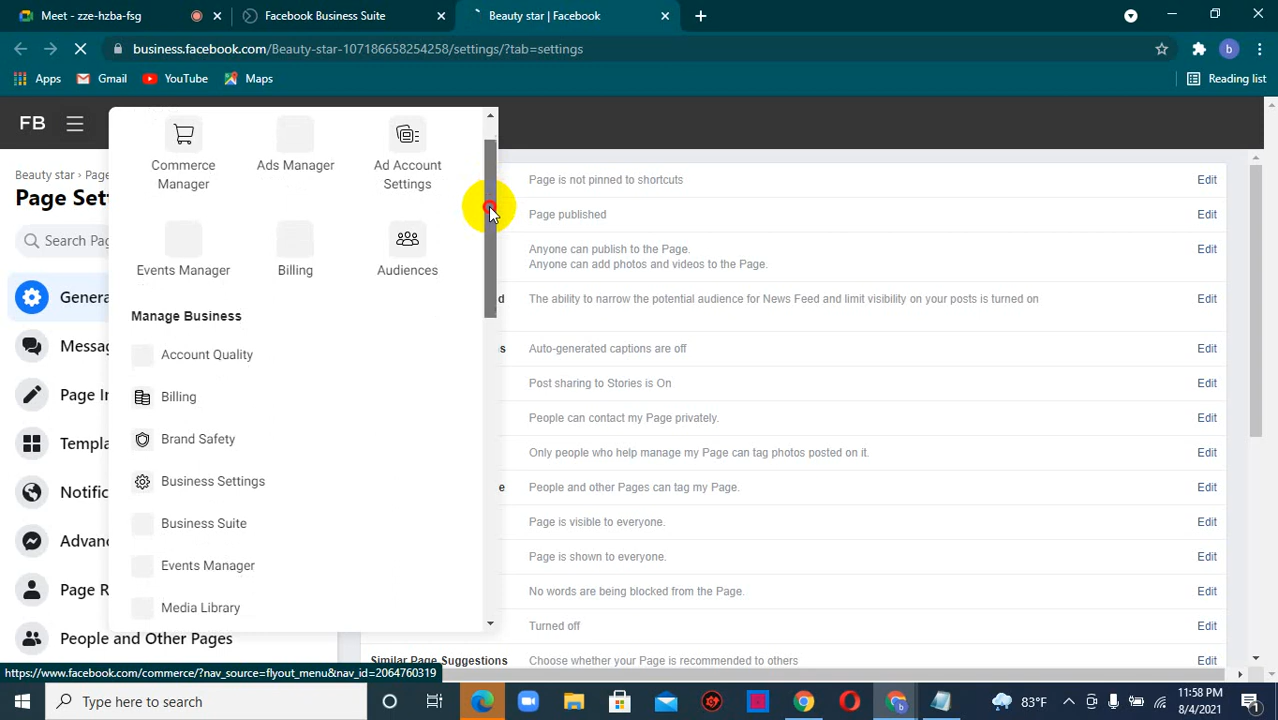 Meet - zze-hzba-fsg
Facebook Business Suite
Beauty star | Facebook
business.facebook.com/Beauty-star-107186658254258/settings/?tab=settings
b
Apps
Gmail
YouTube
Maps
Reading list
FB
Beauty star › Page
Page Set
Search Pag
Genera
Messag
Page In
Templa
Notific
Advanc
Page R
People and Other Pages
Commerce Manager
Ads Manager
Ad Account Settings
Events Manager
Billing
Audiences
Manage Business
Account Quality
Billing
Brand Safety
Business Settings
Business Suite
Events Manager
Media Library
Page is not pinned to shortcuts
Edit
Page published
Edit
Anyone can publish to the Page.
Anyone can add photos and videos to the Page.
Edit
d
The ability to narrow the potential audience for News Feed and limit visibility on your posts is turned on
Edit
s
Auto-generated captions are off
Edit
Post sharing to Stories is On
Edit
People can contact my Page privately.
Edit
Only people who help manage my Page can tag photos posted on it.
Edit
e
People and other Pages can tag my Page.
Edit
Page is visible to everyone.
Edit
Page is shown to everyone.
Edit
No words are being blocked from the Page.
Edit
Turned off
Edit
Similar Page Suggestions
Choose whether your Page is recommended to others
Edit
https://www.facebook.com/commerce/?nav_source=flyout_menu&nav_id=2064760319
Type here to search
83°F
11:58 PM
8/4/2021
1